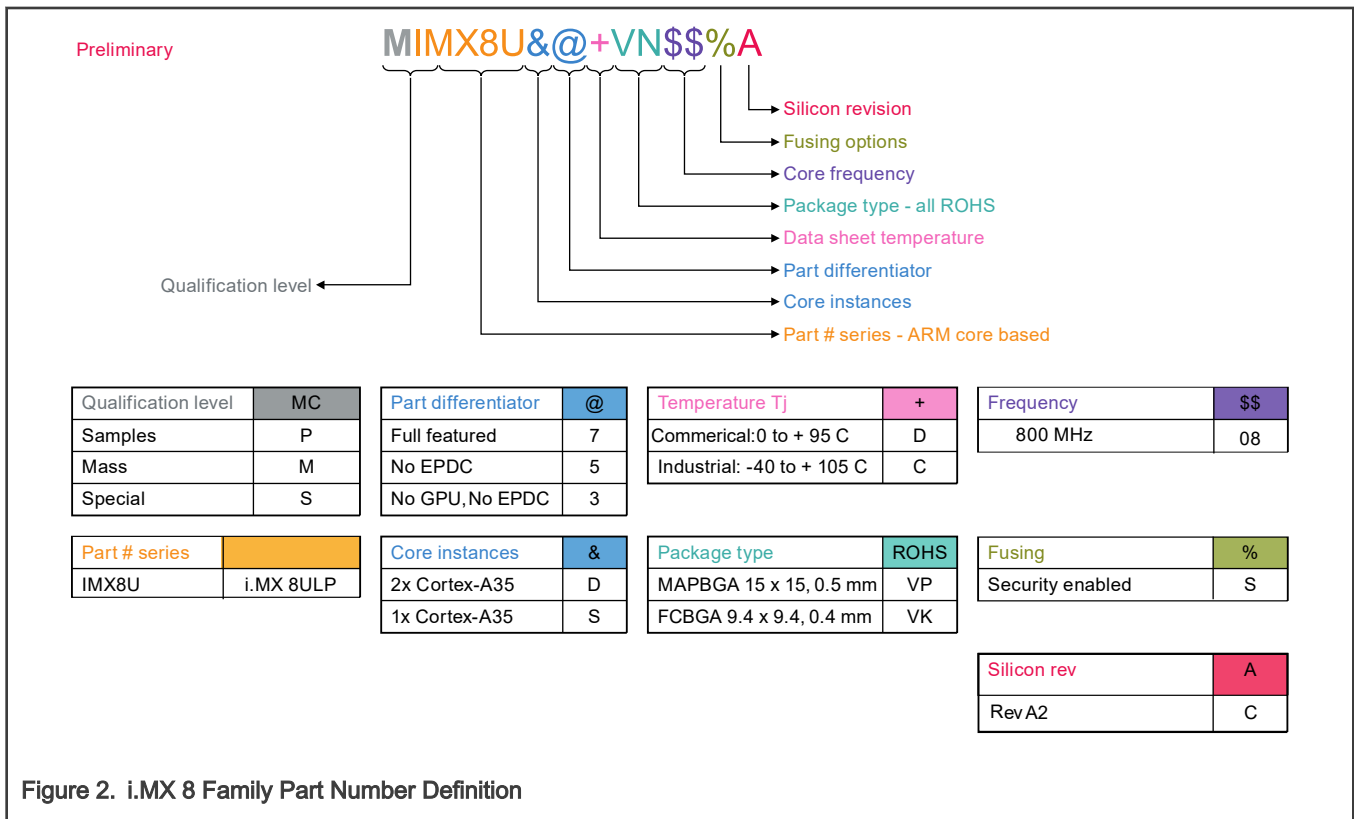 Preliminary
MIMX8U&@+VN$$%A
Silicon revision
Fusing options
Core frequency
Package type - all ROHS
Data sheet temperature
Part differentiator
Qualification level
Core instances
Part # series - ARM core based
Qualification level MC
Samples P
Mass M
Special S
Part differentiator @
Full featured 7
No EPDC 5
No GPU, No EPDC 3
Temperature Tj +
Commerical:0 to + 95 C D
Industrial: -40 to + 105 C C
Frequency $$
800 MHz 08
Part # series
IMX8U i.MX 8ULP
Core instances &
2x Cortex-A35 D
1x Cortex-A35 S
Package type ROHS
MAPBGA 15 x 15, 0.5 mm VP
FCBGA 9.4 x 9.4, 0.4 mm VK
Fusing %
Security enabled S
Silicon rev A
Rev A2 C
Figure 2. i.MX 8 Family Part Number Definition